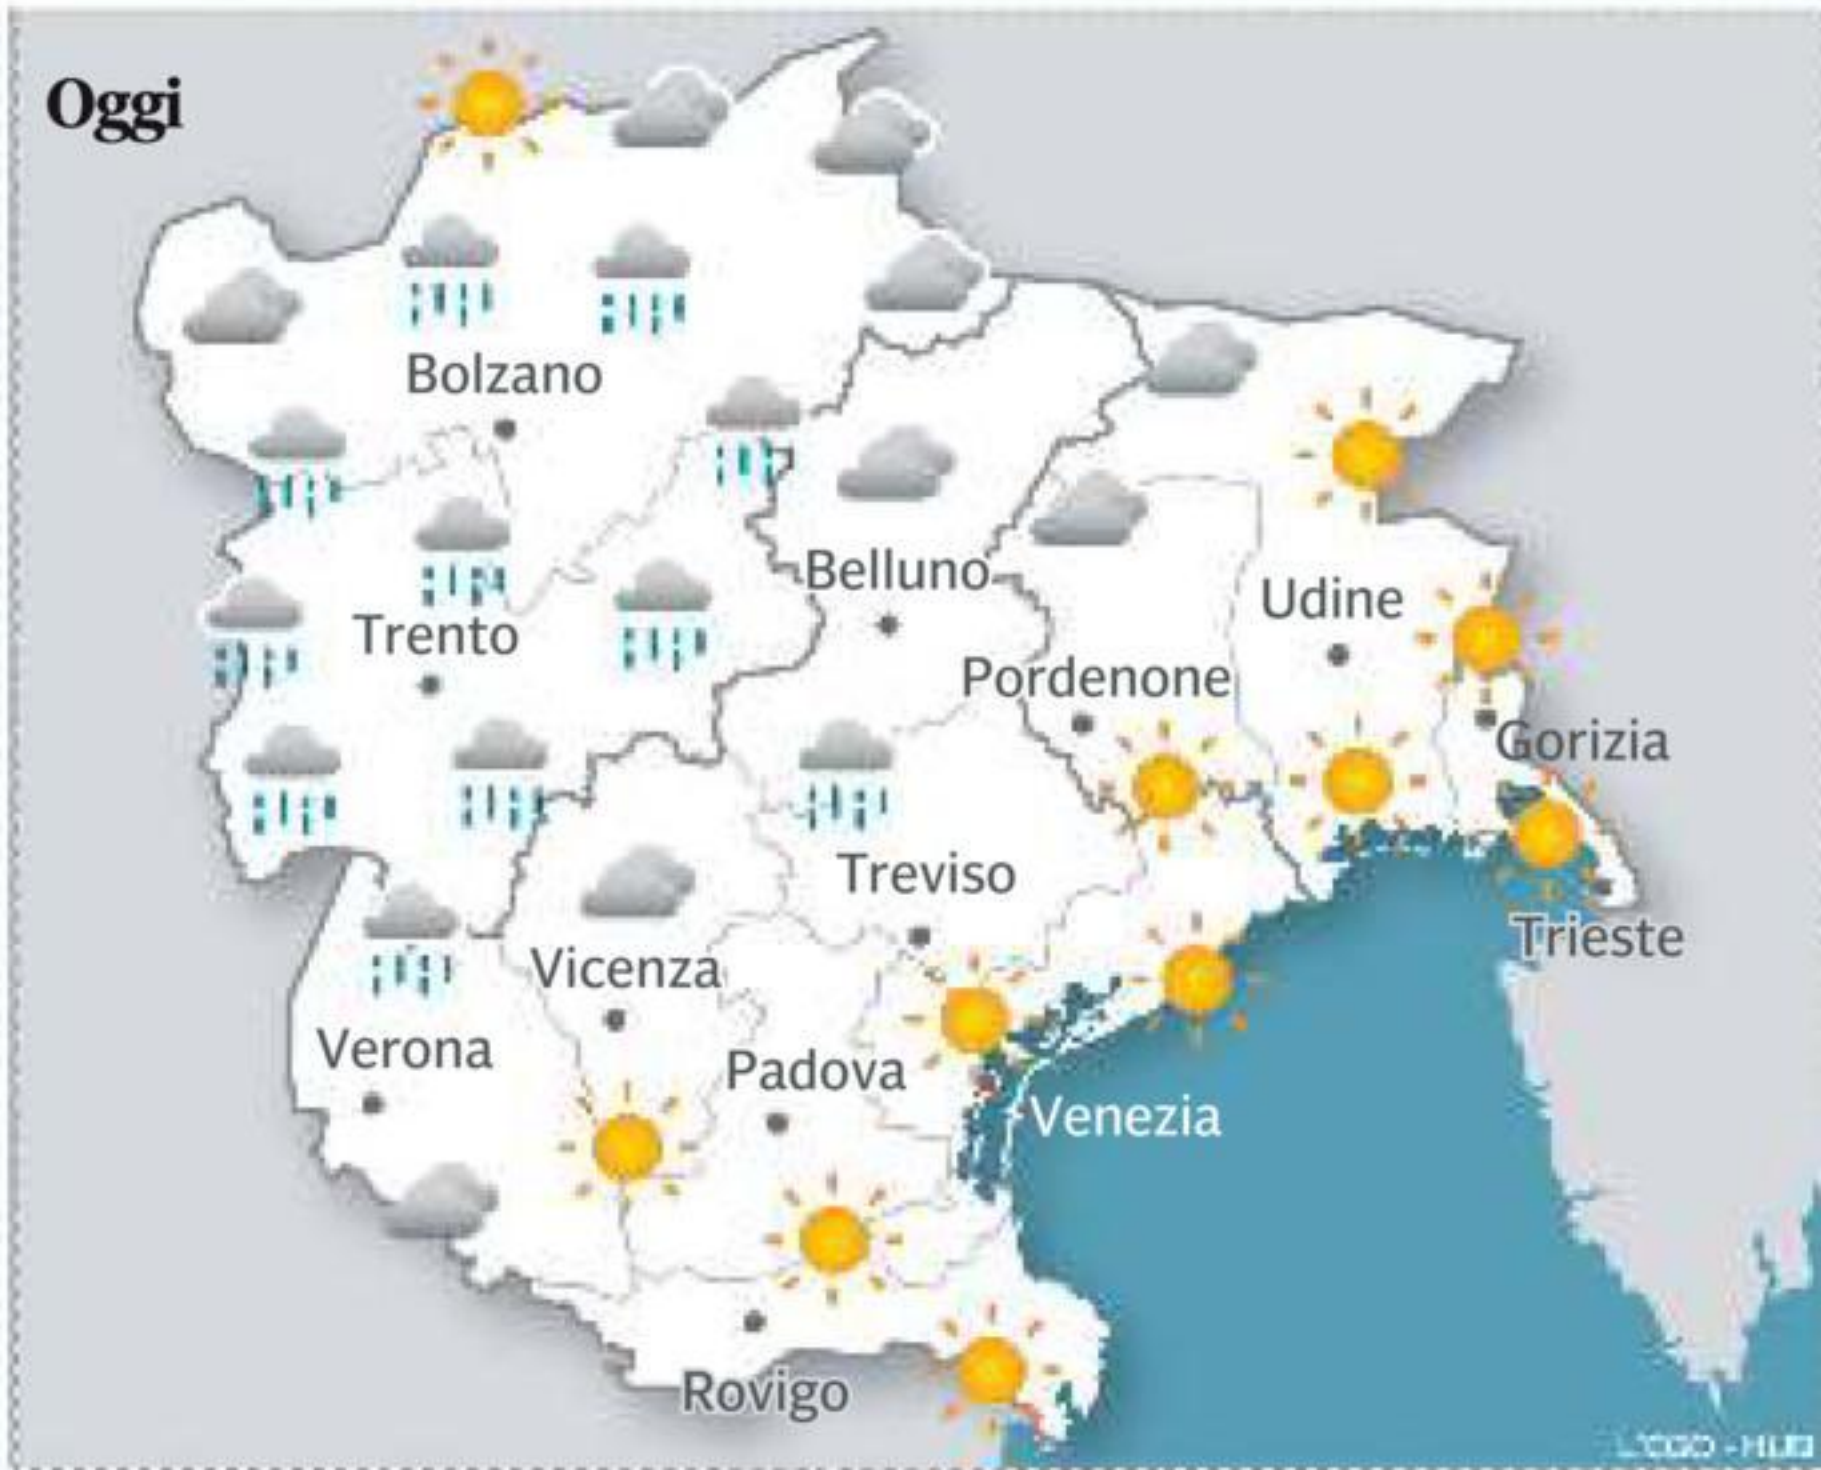 Oggi
Bolzano
Belluno
Udine
Trento
Pordenone
Gorizia
Treviso
Trieste
Vicenza
Verona
Padova
Venezia
Rovigo